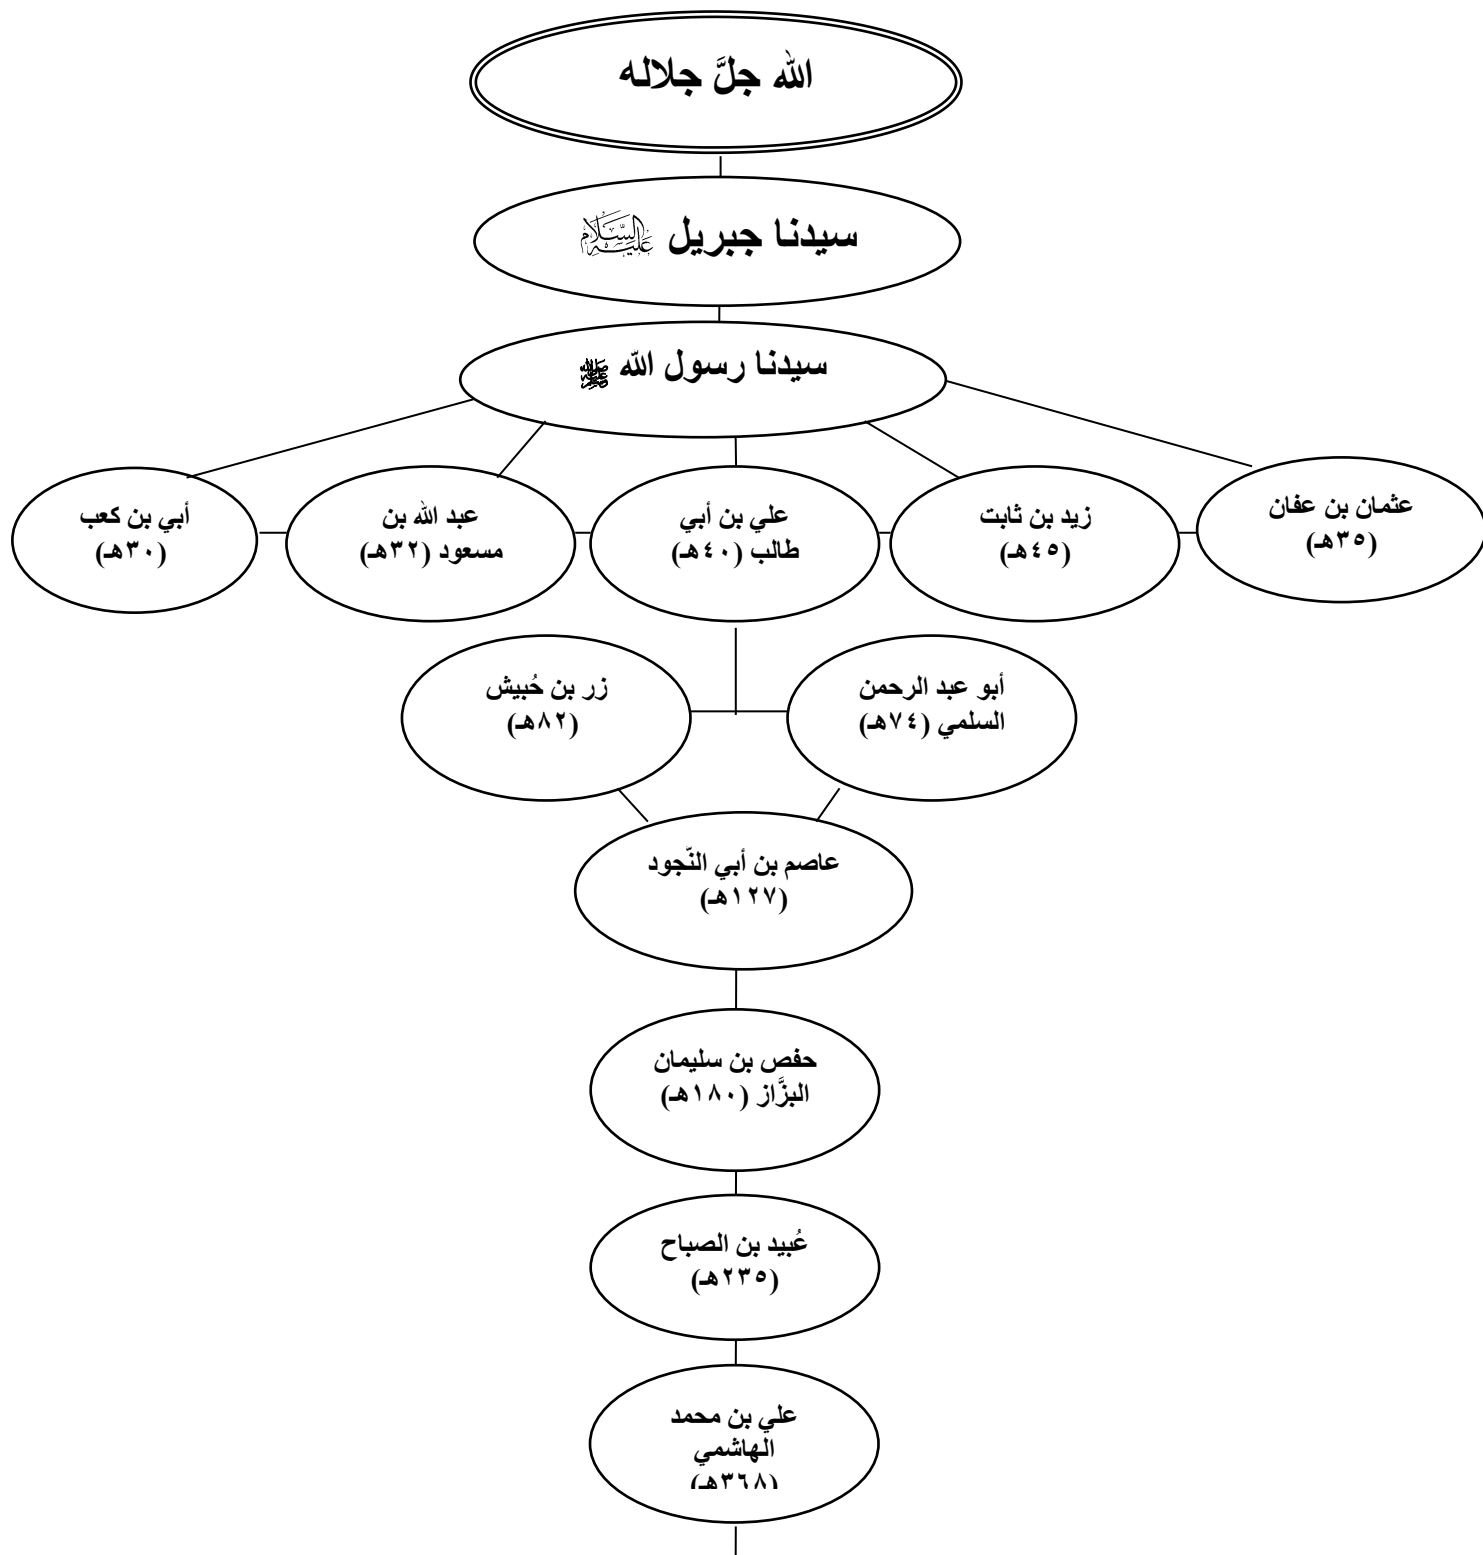 الله جلَّ جلاله
سيدنا جبريل عَلَيْهِ السَّلَام
سيدنا رسول الله ﷺ
عثمان بن عفان
(٣٥هـ)
زيد بن ثابت
(٤٥هـ)
علي بن أبي
طالب (٤٠هـ)
عبد الله بن
مسعود (٣٢هـ)
أبي بن كعب
(٣٠هـ)
أبو عبد الرحمن
السلمي (٧٤هـ)
زر بن حُبيش
(٨٢هـ)
عاصم بن أبي النّجود
(١٢٧هـ)
حفص بن سليمان
البزَّاز (١٨٠هـ)
عُبيد بن الصباح
(٢٣٥هـ)
علي بن محمد
الهاشمي
(٣٦٨هـ)